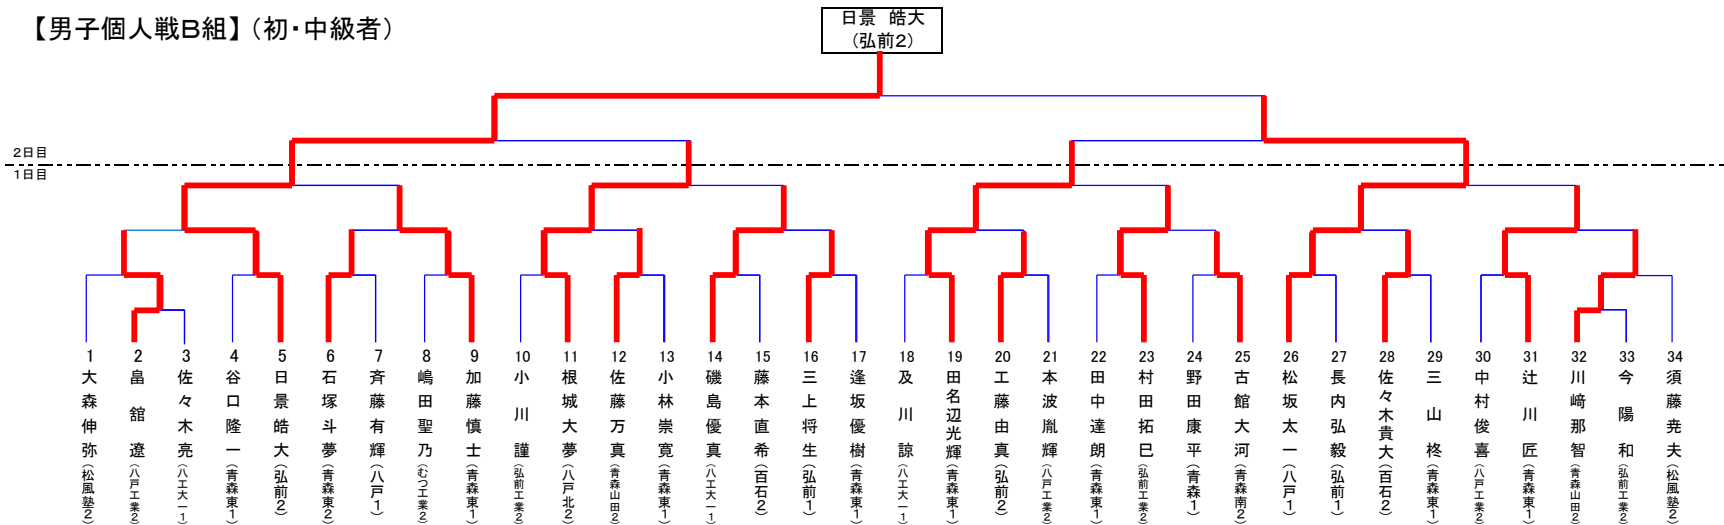 【男子個人戦B組】(初・中級者)
日景 皓大
(弘前2)
2日目
1日目
1 大森伸弥 (松風塾2)
2 畠舘遼 (八戸工業2)
3 佐々木亮 (八工大一1)
4 谷口隆一 (青森東1)
5 日景皓大 (弘前2)
6 石塚斗夢 (青森東2)
7 斉藤有輝 (八戸1)
8 嶋田聖乃 (むつ工業2)
9 加藤慎士 (青森東1)
10 小川謹 (弘前工業2)
11 根城大夢 (八戸北2)
12 佐藤万真 (青森山田2)
13 小林崇寛 (青森東1)
14 磯島優真 (八工大一1)
15 藤本直希 (百石2)
16 三上将生 (弘前1)
17 逢坂優樹 (青森東1)
18 及川諒 (八工大一1)
19 田名辺光輝 (青森東1)
20 工藤由真 (弘前2)
21 本波胤輝 (八戸工業2)
22 田中達朗 (青森東1)
23 村田拓巳 (弘前工業2)
24 野田康平 (青森1)
25 古館大河 (青森南2)
26 松坂太一 (八戸1)
27 長内弘毅 (弘前1)
28 佐々木貴大 (百石2)
29 三山柊 (青森東1)
30 中村俊喜 (八戸工業2)
31 辻川匠 (青森東1)
32 川﨑那智 (青森山田2)
33 今陽和 (弘前工業2)
34 須藤尭夫 (松風塾2)